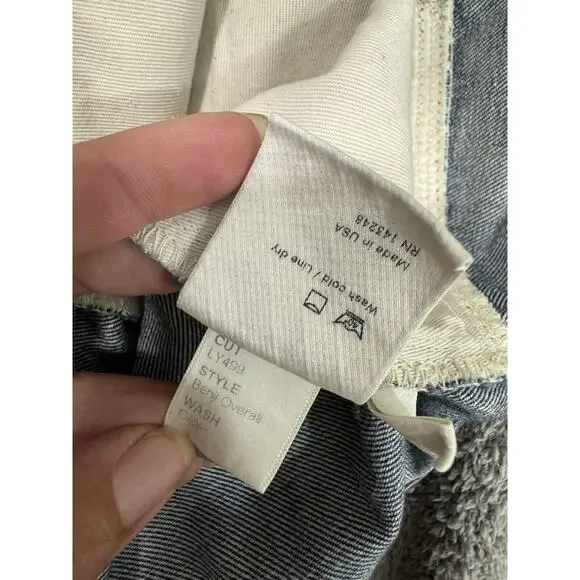 Wash cold / Line dry
Made in USA
RN 143248
CUT
LY499
STYLE
Benji Overall
WASH